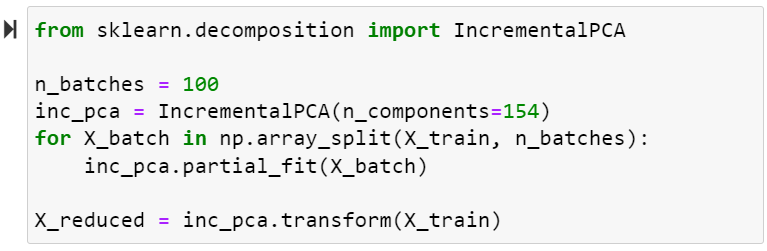 from sklearn.decomposition import IncrementalPCA

n_batches = 100
inc_pca = IncrementalPCA(n_components=154)
for X_batch in np.array_split(X_train, n_batches):
    inc_pca.partial_fit(X_batch)

X_reduced = inc_pca.transform(X_train)